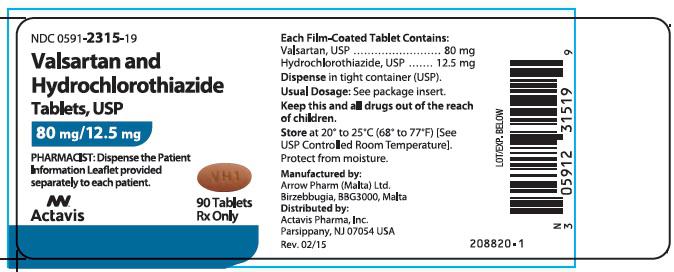 NDC 0591-2315-19
Valsartan and
Hydrochlorothiazide
Tablets, USP
80 mg/12.5 mg
PHARMACIST: Dispense the Patient
Information Leaflet provided
separately to each patient.
VH1
Actavis
90 Tablets
Rx Only
Each Film-Coated Tablet Contains:
Valsartan, USP ........................ 80 mg
Hydrochlorothiazide, USP ....... 12.5 mg
Dispense in tight container (USP).
Usual Dosage: See package insert.
Keep this and all drugs out of the reach
of children.
Store at 20° to 25°C (68° to 77°F) [See
USP Controlled Room Temperature].
Protect from moisture.
Manufactured by:
Arrow Pharm (Malta) Ltd.
Birzebbugia, BBG3000, Malta
Distributed by:
Actavis Pharma, Inc.
Parsippany, NJ 07054 USA
Rev. 02/15
208820-1
LOT/EXP. BELOW
N
3 05912 31519 9